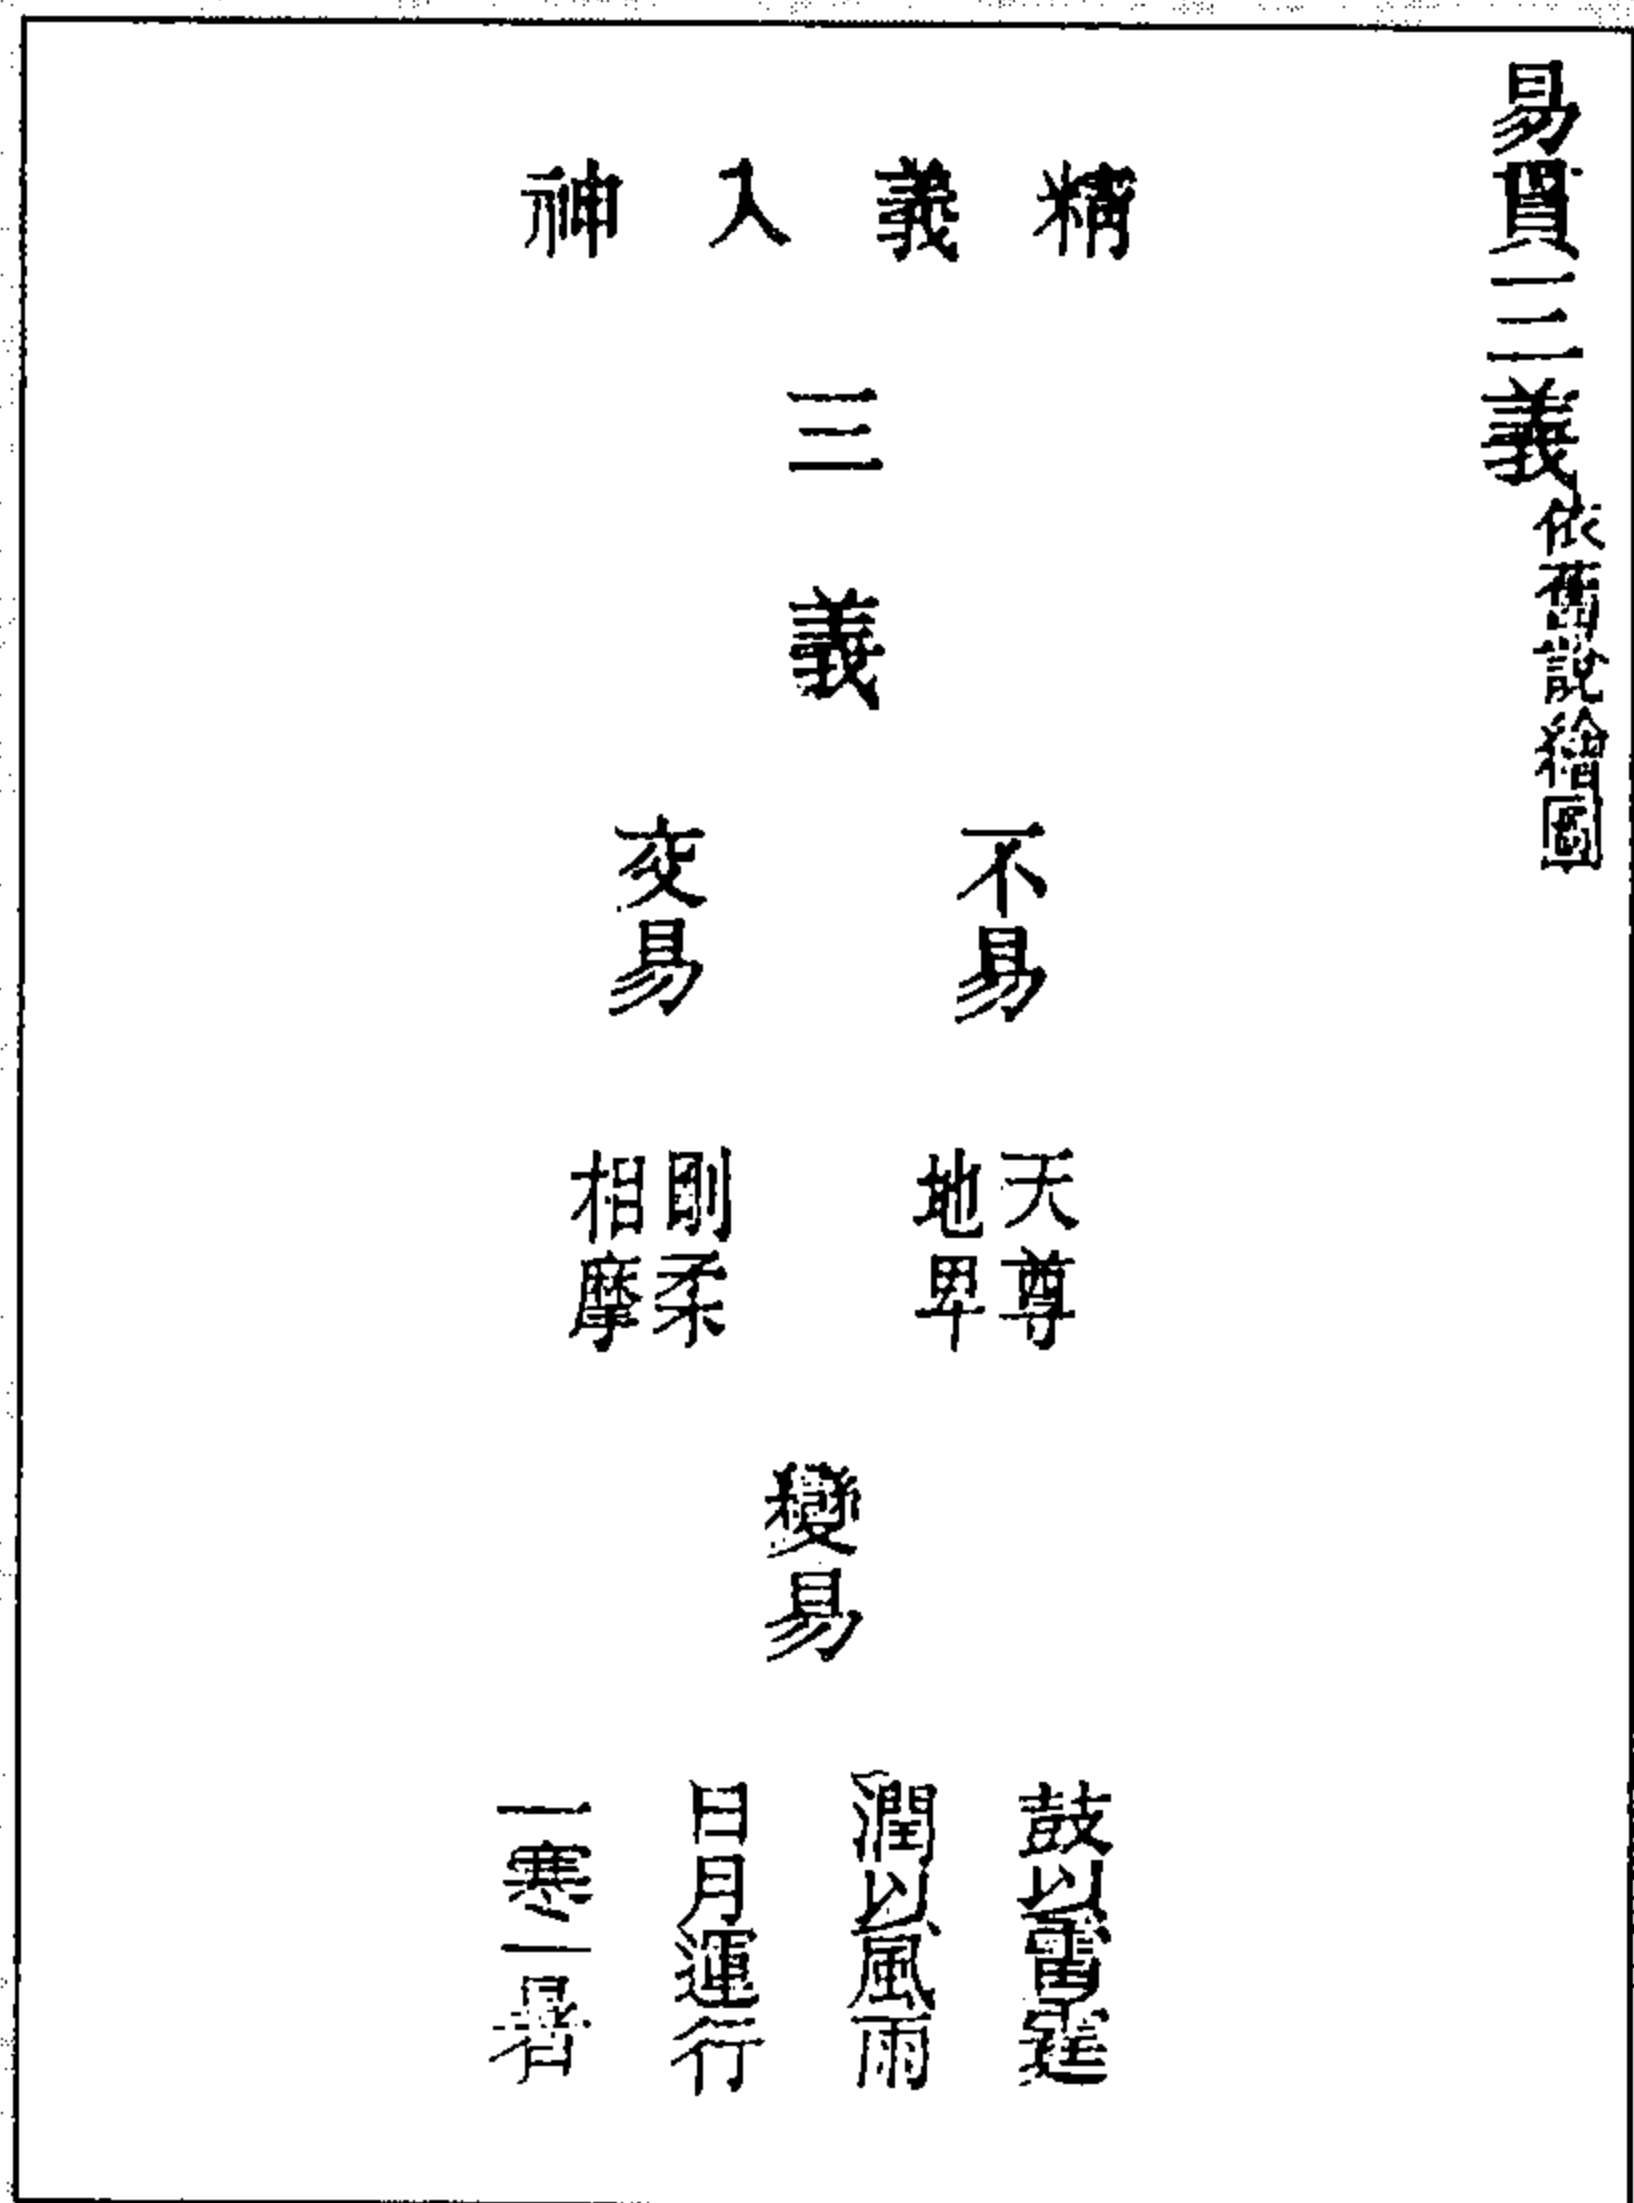 易貫三義依舊說繪圖
精義入神
三義
不易
天尊
地卑
交易
剛柔
相摩
變易
鼓以雷霆
潤以風雨
日月運行
一寒一暑